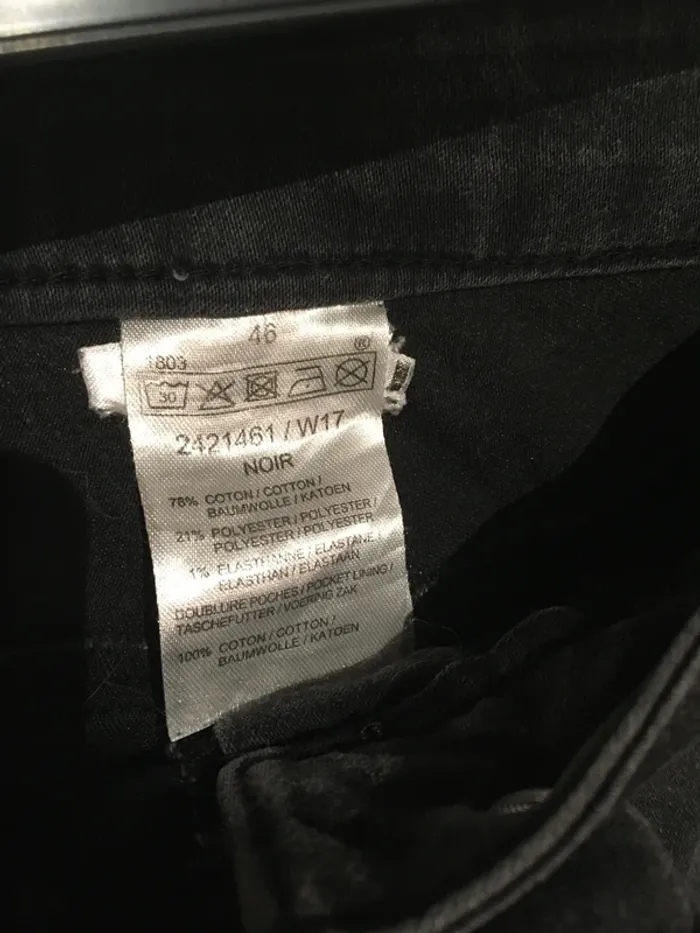 46
1803
30
2421461 / W17
NOIR
78% COTON / COTTON /
BAUMWOLLE / KATOEN
21% POLYESTER / POLYESTER /
POLYESTER / POLYESTER
1% ELASTHANNE / ELASTANE /
ELASTHAN / ELASTAAN
DOUBLURE POCHES / POCKET LINING /
TASCHEFUTTER / VOERING ZAK
100% COTON / COTTON /
BAUMWOLLE / KATOEN